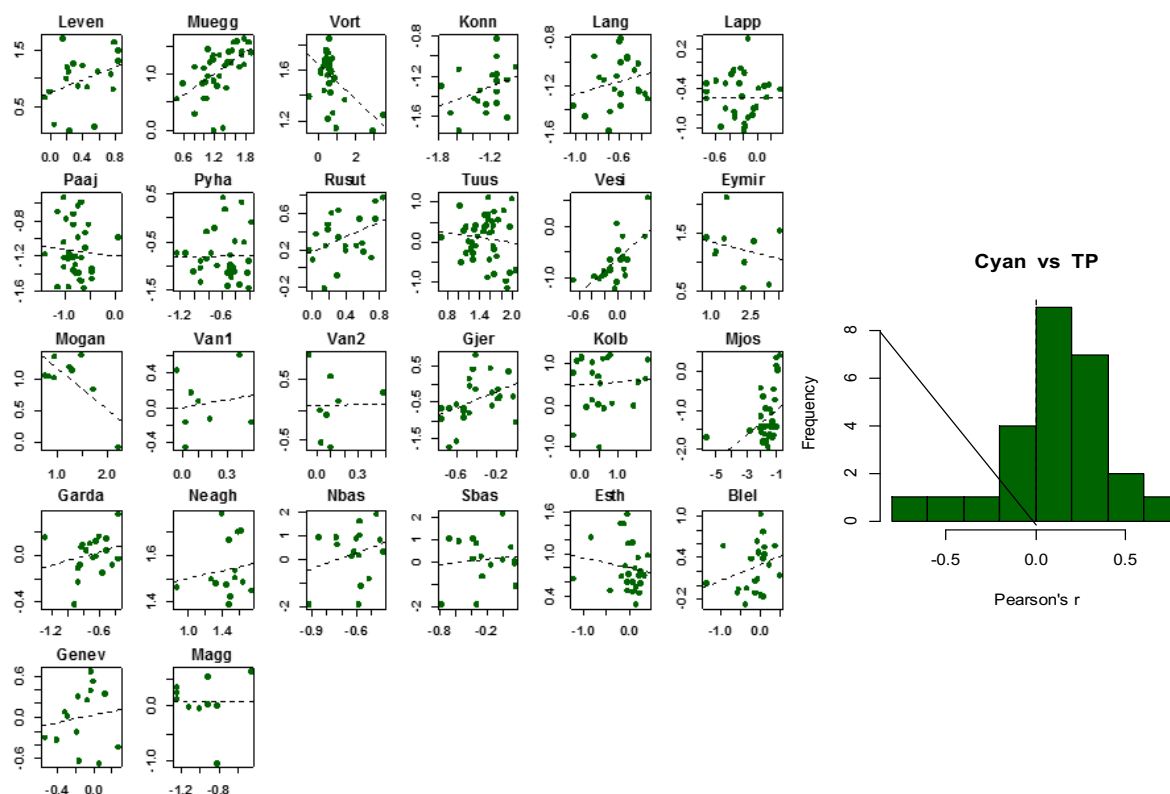 Leven Muegg Vort Konn Lang Lapp
0.5 1.5
0.0 1.0
1.2 1.6
-1.6 -1.2 -0.8
-1.6 -1.2 -0.8
-1.0 -0.4 0.2
0.0 0.4 0.8
0.6 1.2 1.8
0 2
-1.8 -1.2
-1.0 -0.6
-0.6 0.0
Paaj Pyha Rusut Tuus Vesi Eymir
-1.6 -1.2 -0.8
-1.5 -0.5 0.5
-0.2 0.2 0.6
-1.0 0.0 1.0
-1.0 0.0
0.5 1.5
-1.0 0.0
-1.2 -0.6
0.0 0.4 0.8
0.8 1.4 2.0
-0.6 0.0
1.0 2.2
Cyan vs TP
Mogan Van1 Van2 Gjer Kolb Mjos
0.0 1.0
-0.4 0.0 0.4
-0.5 0.5
-1.5 -0.5 0.5
0.0 1.0
-2.0 -1.0 0.0
1.0 2.0
0.0 0.3
0.0 0.3
-0.6 -0.3 0.0
0.5 1.5
-5 -3 -1
Frequency
0 2 4 6 8
-0.5 0.0 0.5
Pearson's r
Garda Neagh Nbas Sbas Esth Blel
-0.4 0.0
1.4 1.6
-2 -1 0 1 2
-2 -1 0 1 2
0.4 1.0 1.6
-0.2 0.4 1.0
-1.2 -0.6
1.0 1.4
-0.9 -0.6
-0.8 -0.2
-1.0 0.0
-1.0 0.0
Genev Magg
-0.6 0.0 0.6
-1.0 0.0
-0.4 0.0
-1.2 -0.8